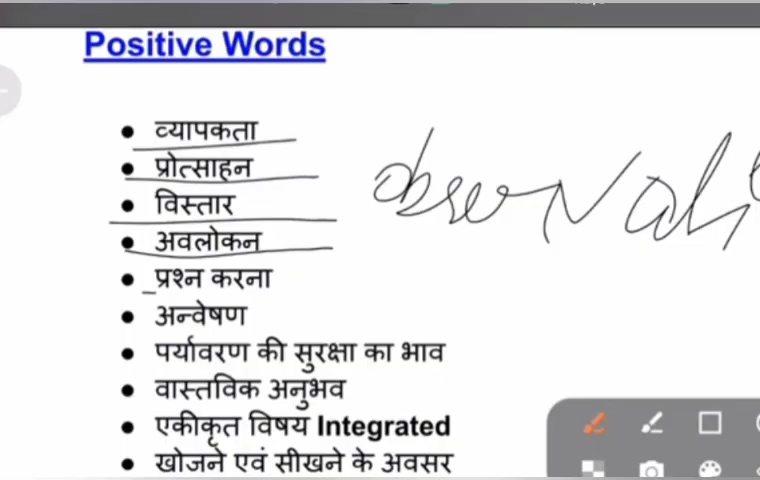 Positive Words
व्यापकता
प्रोत्साहन
विस्तार
अवलोकन
प्रश्न करना
अन्वेषण
पर्यावरण की सुरक्षा का भाव
वास्तविक अनुभव
एकीकृत विषय Integrated
खोजने एवं सीखने के अवसर